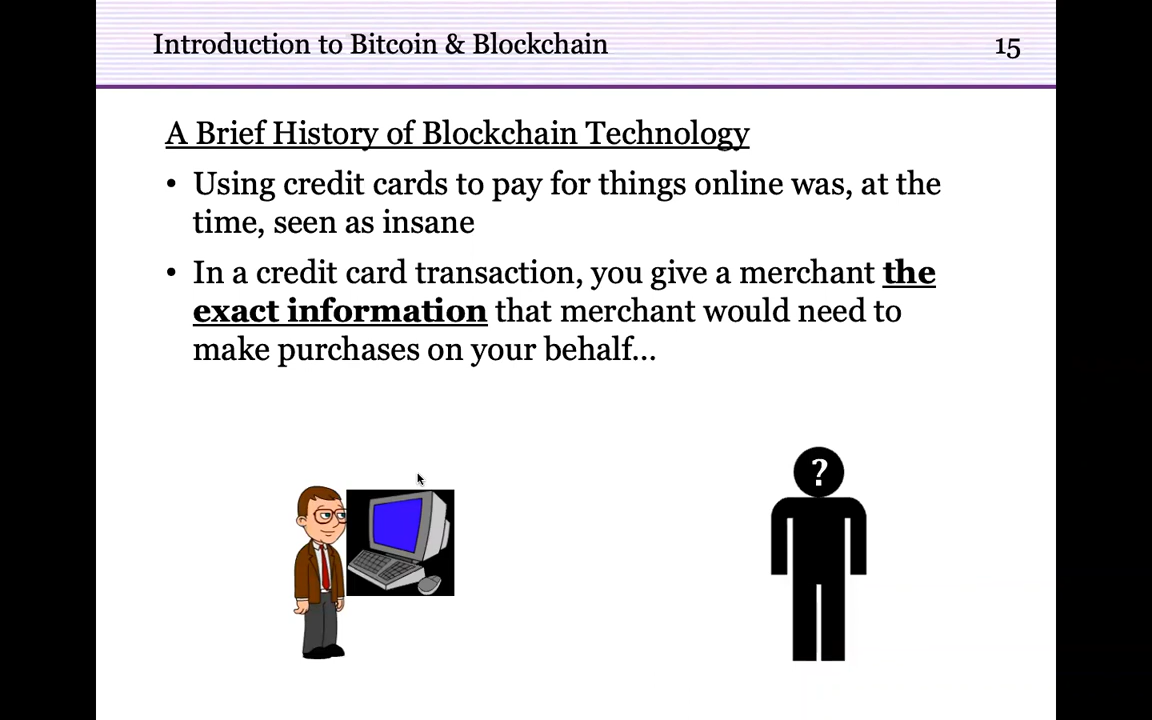 Introduction to Bitcoin & Blockchain 15
A Brief History of Blockchain Technology
• Using credit cards to pay for things online was, at the
time, seen as insane
• In a credit card transaction, you give a merchant the
exact information that merchant would need to
make purchases on your behalf...
?